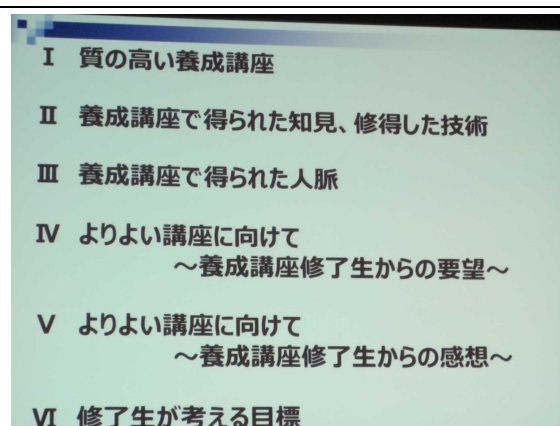 Ⅰ 質の高い養成講座
Ⅱ 養成講座で得られた知見、修得した技術
Ⅲ 養成講座で得られた人脈
Ⅳ よりよい講座に向けて
～養成講座修了生からの要望～
Ⅴ よりよい講座に向けて
～養成講座修了生からの感想～
Ⅵ 修了生が考える目標